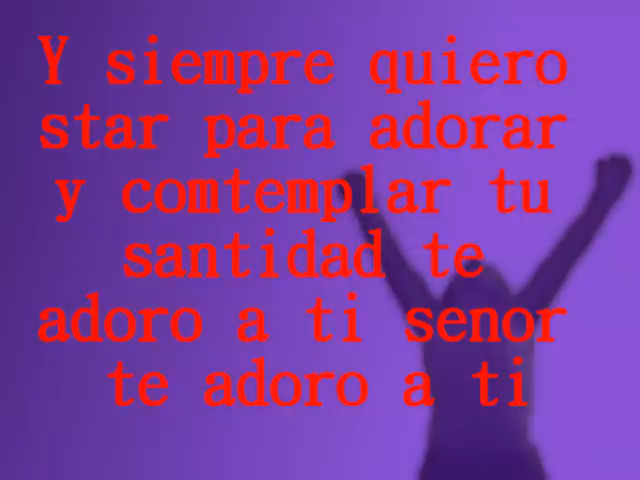 Y siempre quiero
star para adorar
y comtemplar tu
santidad te
adoro a ti senor
te adoro a ti